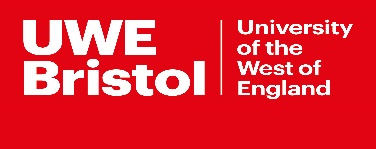 UWE
Bristol
University
of the
West of
England